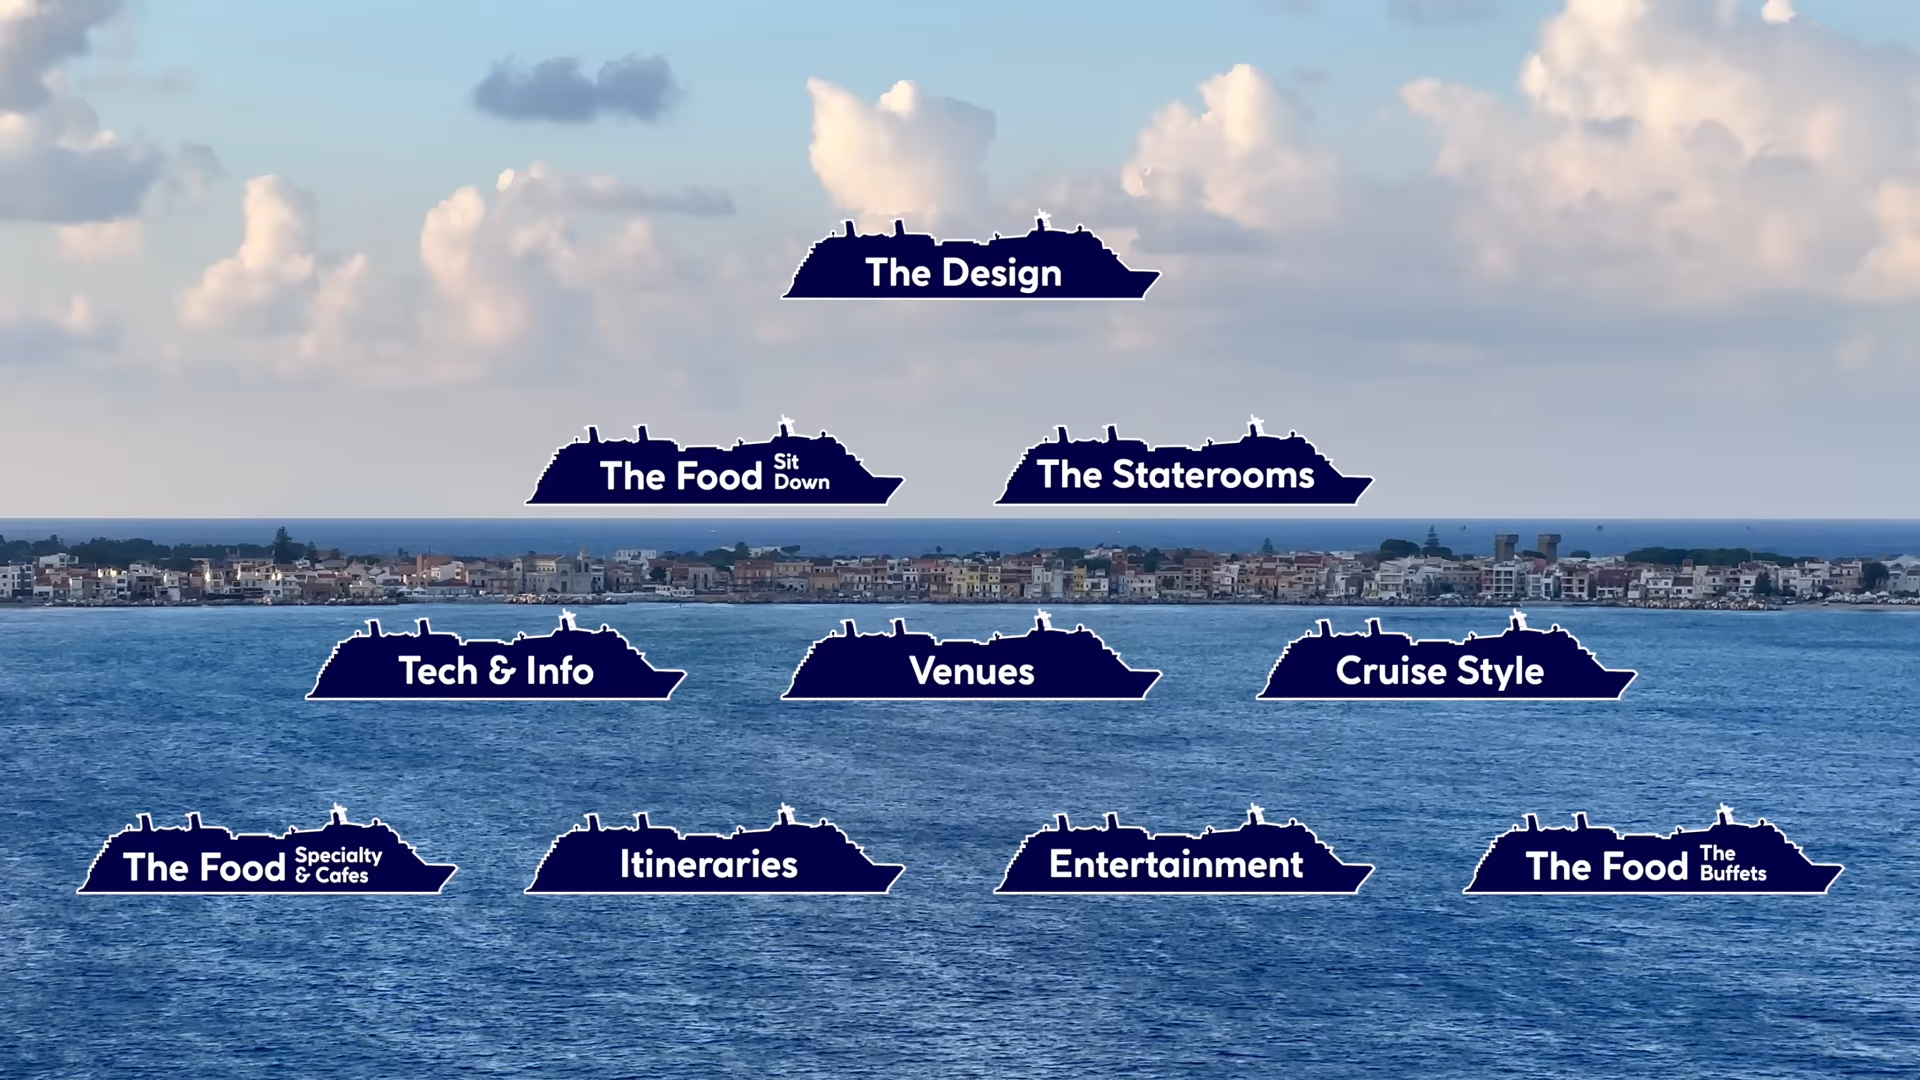 The Design
The Food Sit Down
The Staterooms
Tech & Info
Venues
Cruise Style
The Food Specialty & Cafes
Itineraries
Entertainment
The Food The Buffets